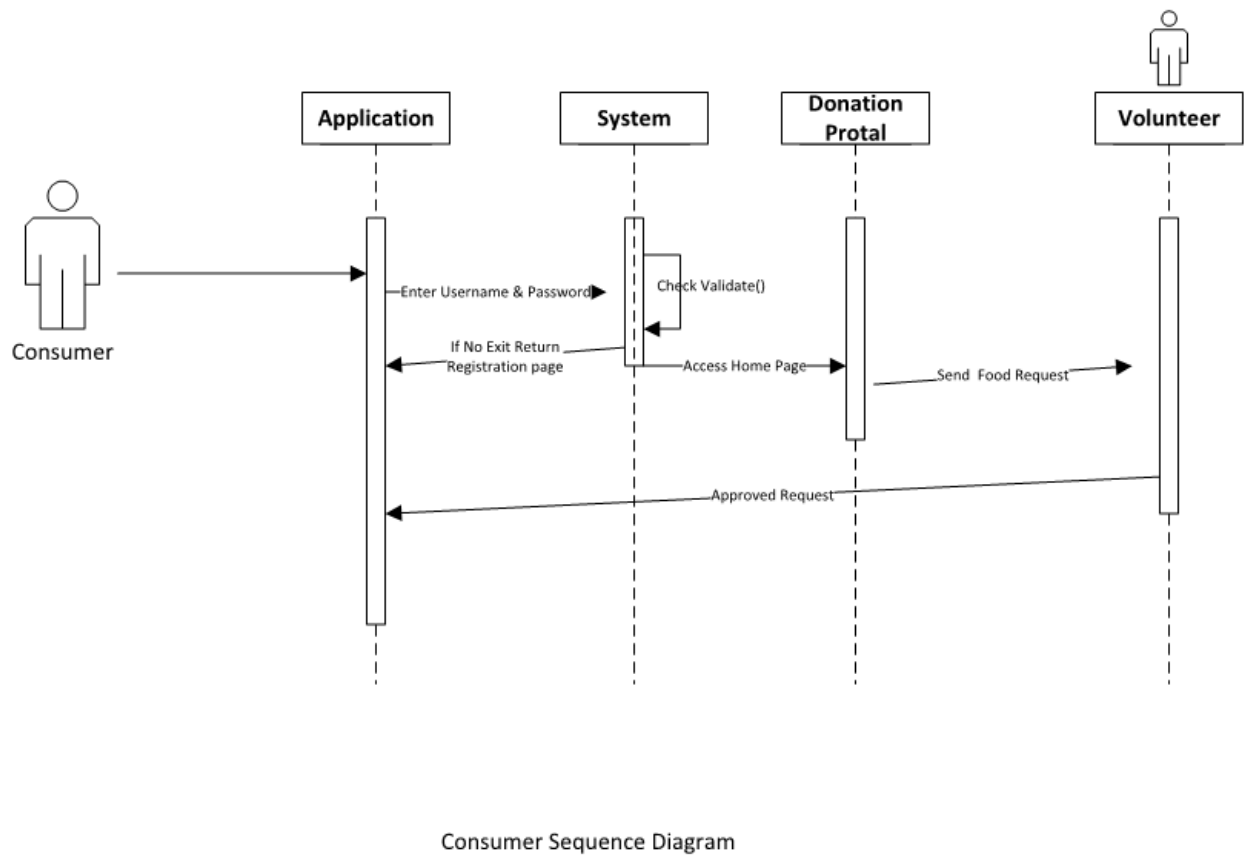 Application
System
Donation
Protal
Volunteer
Consumer
Enter Username & Password
Check Validate()
If No Exit Return
Registration page
Access Home Page
Send Food Request
Approved Request
Consumer Sequence Diagram